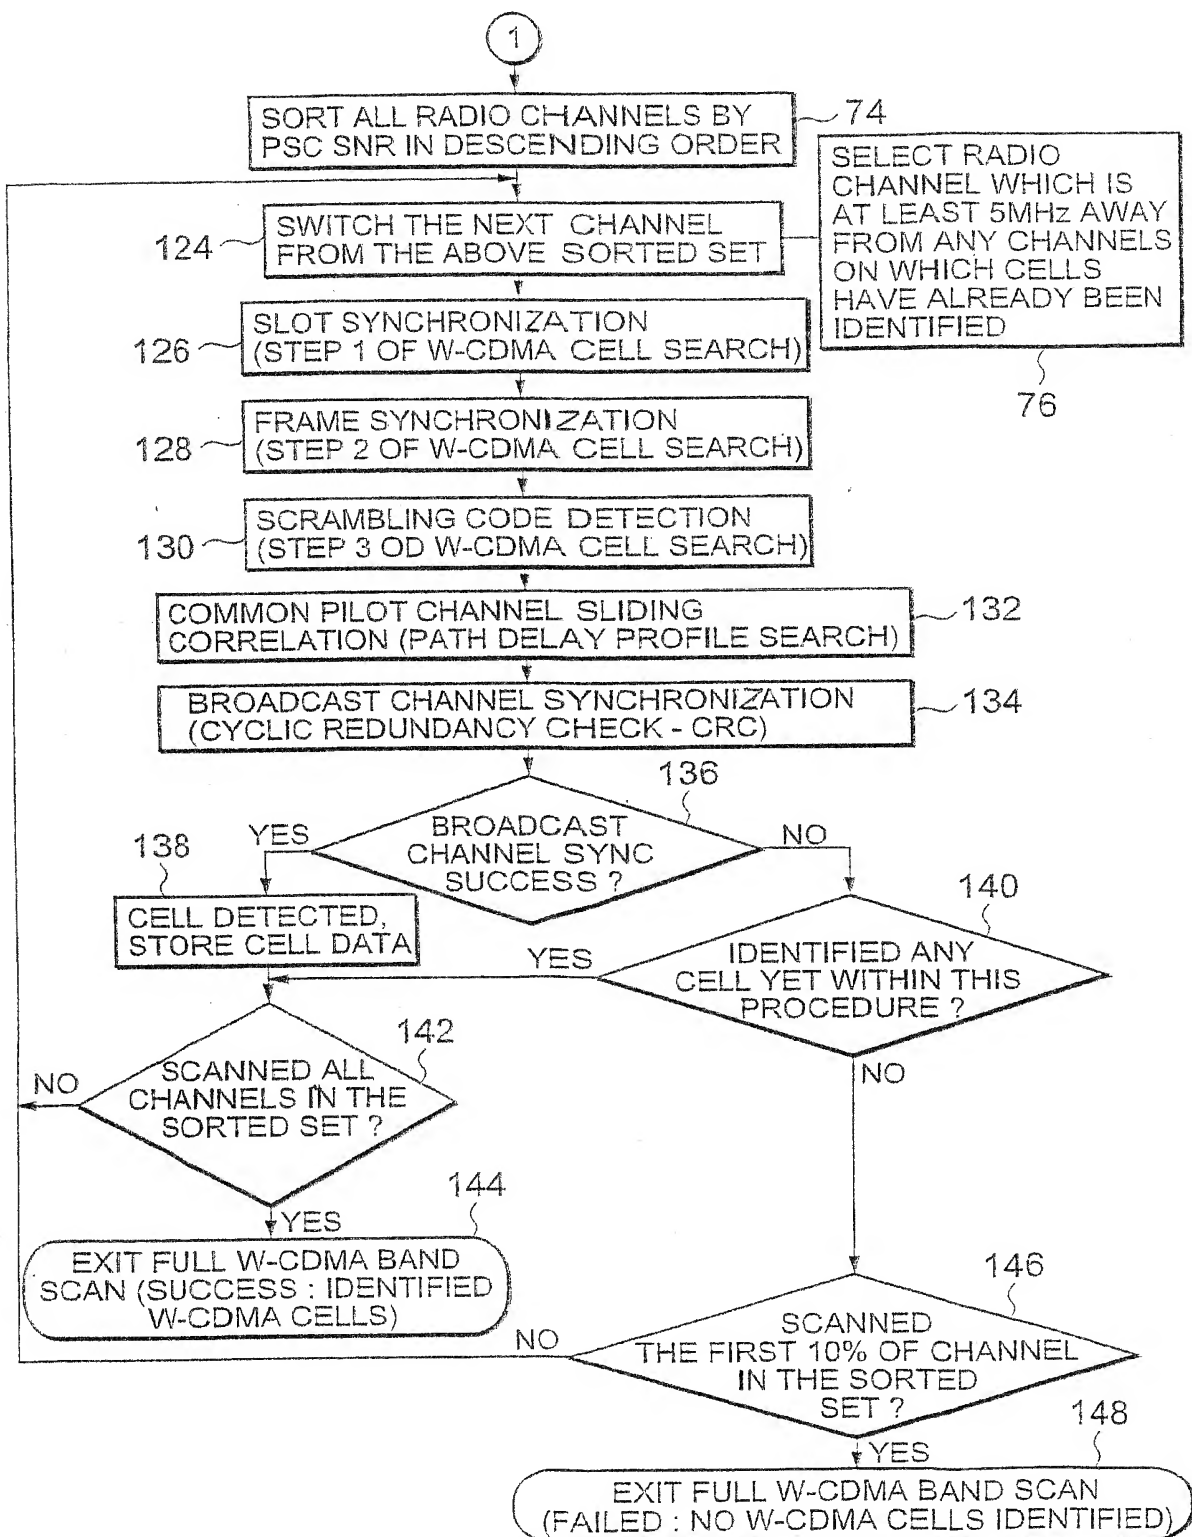 1
SORT ALL RADIO CHANNELS BY
PSC SNR IN DESCENDING ORDER
74
SELECT RADIO
CHANNEL WHICH IS
AT LEAST 5MHz AWAY
FROM ANY CHANNELS
ON WHICH CELLS
HAVE ALREADY BEEN
IDENTIFIED
76
124
SWITCH THE NEXT CHANNEL
FROM THE ABOVE SORTED SET
126
SLOT SYNCHRONIZATION
(STEP 1 OF W-CDMA CELL SEARCH)
128
FRAME SYNCHRONIZATION
(STEP 2 OF W-CDMA CELL SEARCH)
130
SCRAMBLING CODE DETECTION
(STEP 3 OD W-CDMA CELL SEARCH)
COMMON PILOT CHANNEL SLIDING
CORRELATION (PATH DELAY PROFILE SEARCH)
132
BROADCAST CHANNEL SYNCHRONIZATION
(CYCLIC REDUNDANCY CHECK - CRC)
134
136
BROADCAST
CHANNEL SYNC
SUCCESS ?
YES
NO
138
CELL DETECTED,
STORE CELL DATA
140
IDENTIFIED ANY
CELL YET WITHIN THIS
PROCEDURE ?
YES
NO
142
SCANNED ALL
CHANNELS IN THE
SORTED SET ?
NO
YES
144
EXIT FULL W-CDMA BAND
SCAN (SUCCESS : IDENTIFIED
W-CDMA CELLS)
146
SCANNED
THE FIRST 10% OF CHANNEL
IN THE SORTED
SET ?
NO
YES
148
EXIT FULL W-CDMA BAND SCAN
(FAILED : NO W-CDMA CELLS IDENTIFIED)